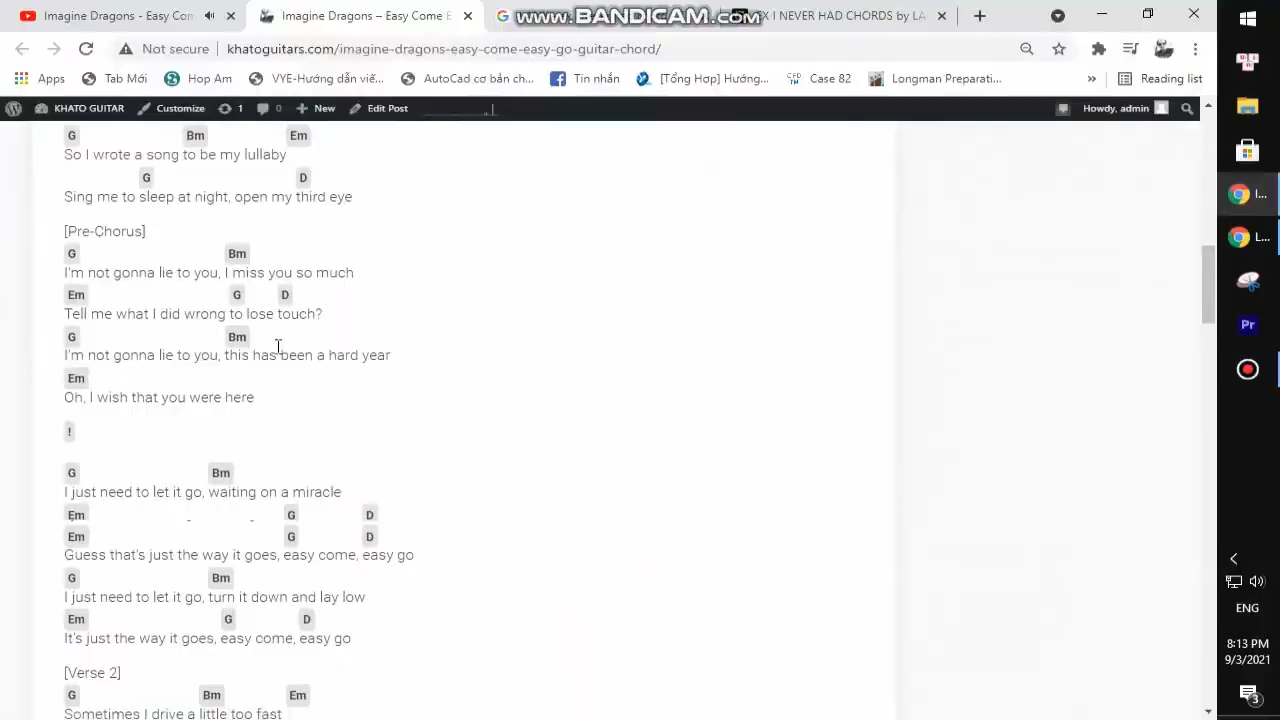 Imagine Dragons - Easy Con
Imagine Dragons – Easy Come E
www.BANDICAM.com
X I NEVER HAD CHORDS by LA
Not secure
khatoguitars.com/imagine-dragons-easy-come-easy-go-guitar-chord/
Apps
Tab Mới
Hop Am
VYE-Hướng dẫn viế...
AutoCad cơ bản ch...
Tin nhắn
[Tổng Hợp] Hướng...
Case 82
Longman Preparati...
»
Reading list
KHATO GUITAR
Customize
1
0
New
Edit Post
Howdy, admin
G Bm Em
So I wrote a song to be my lullaby
G D
Sing me to sleep at night, open my third eye
[Pre-Chorus]
G Bm
I'm not gonna lie to you, I miss you so much
Em G D
Tell me what I did wrong to lose touch?
G Bm
I'm not gonna lie to you, this has been a hard year
Em
Oh, I wish that you were here
!
G Bm
I just need to let it go, waiting on a miracle
Em G D
Em G D
Guess that's just the way it goes, easy come, easy go
G Bm
I just need to let it go, turn it down and lay low
Em G D
It's just the way it goes, easy come, easy go
[Verse 2]
G Bm Em
Sometimes I drive a little too fast
I...
L...
Pr
ENG
8:13 PM
9/3/2021
3